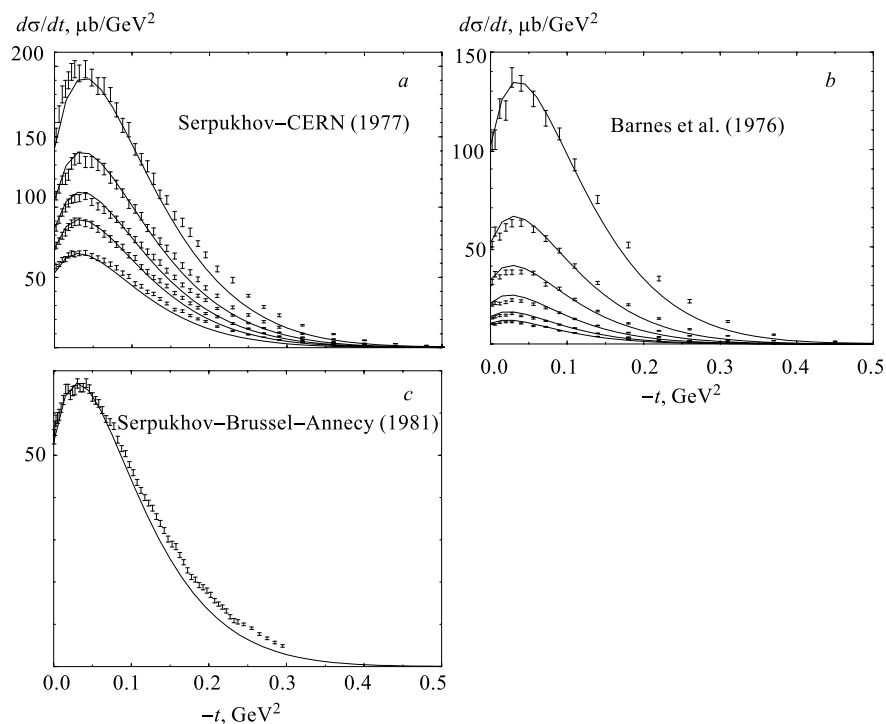 dσ/dt, μb/GeV²
200
150
100
50
a
Serpukhov–CERN (1977)
dσ/dt, μb/GeV²
150
100
50
0
b
Barnes et al. (1976)
0.0 0.1 0.2 0.3 0.4 0.5
–t, GeV²
50
c
Serpukhov–Brussel–Annecy (1981)
0.0 0.1 0.2 0.3 0.4 0.5
–t, GeV²